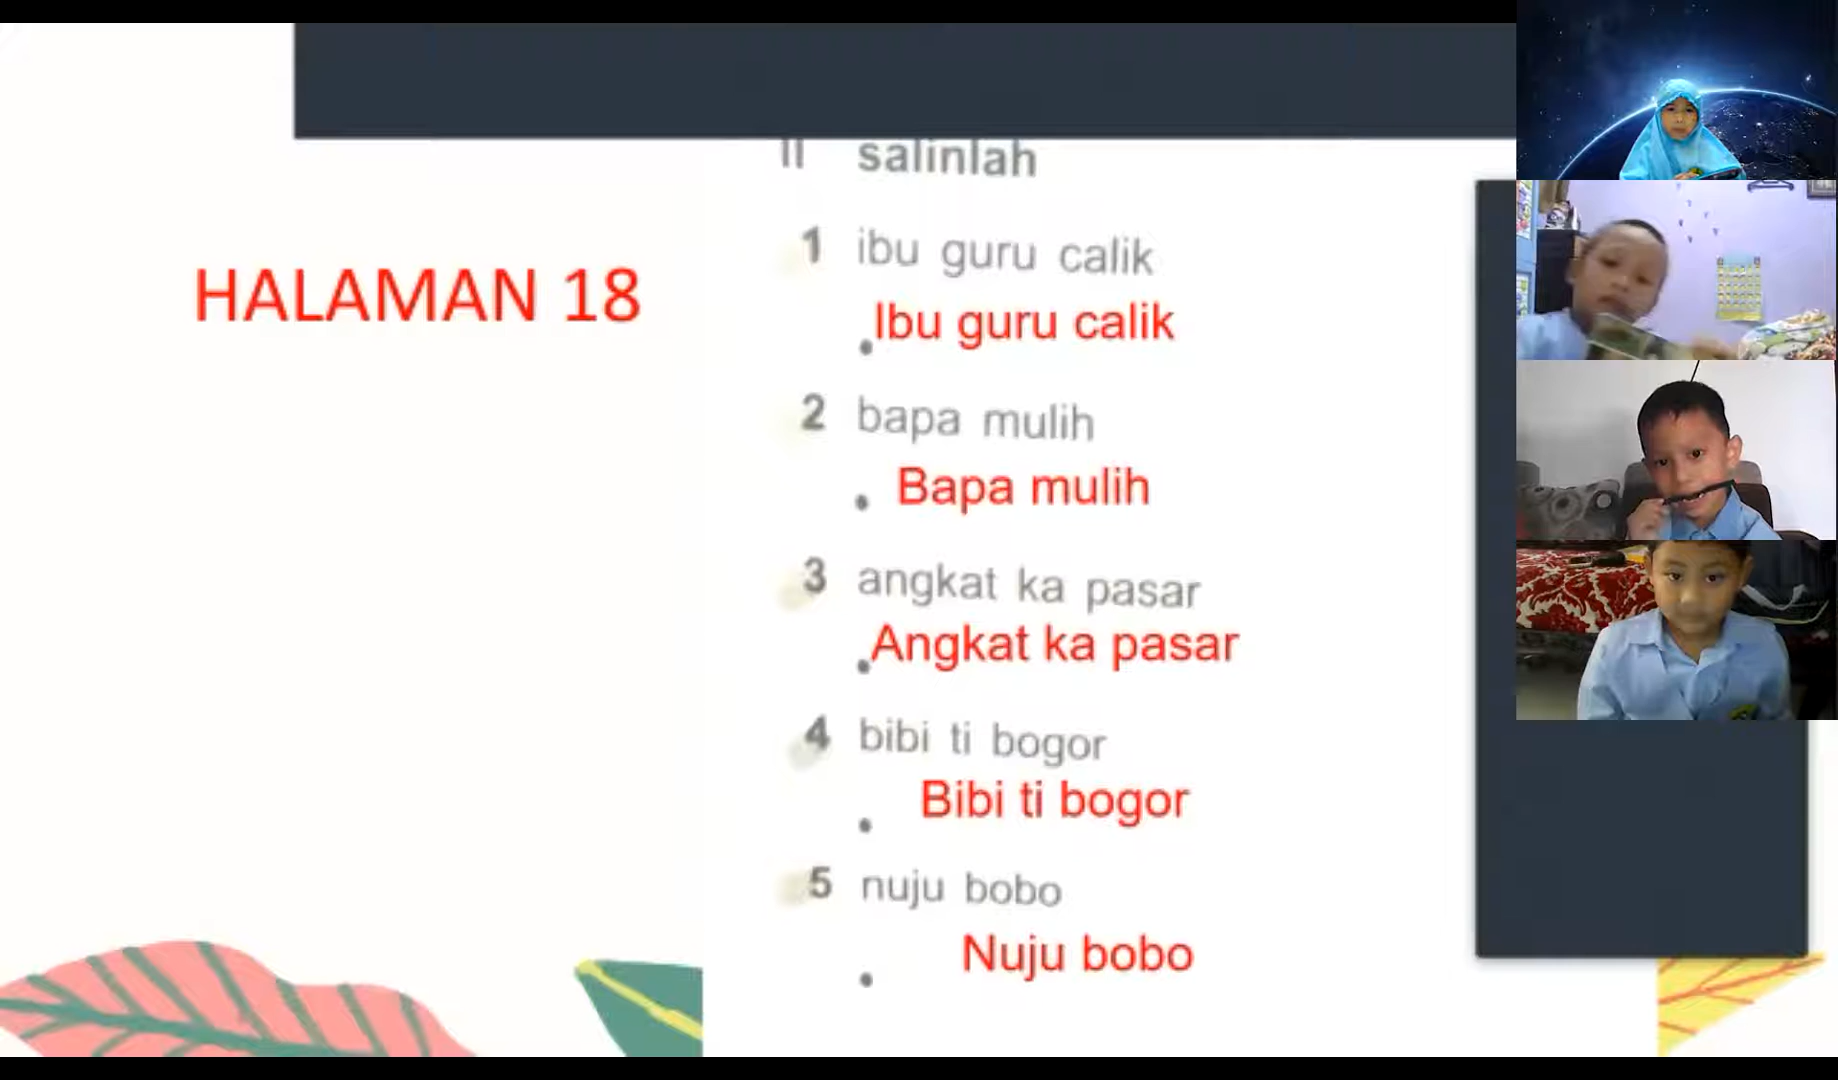 HALAMAN 18
II salinlah
1 ibu guru calik
Ibu guru calik
2 bapa mulih
Bapa mulih
3 angkat ka pasar
Angkat ka pasar
4 bibi ti bogor
Bibi ti bogor
5 nuju bobo
Nuju bobo